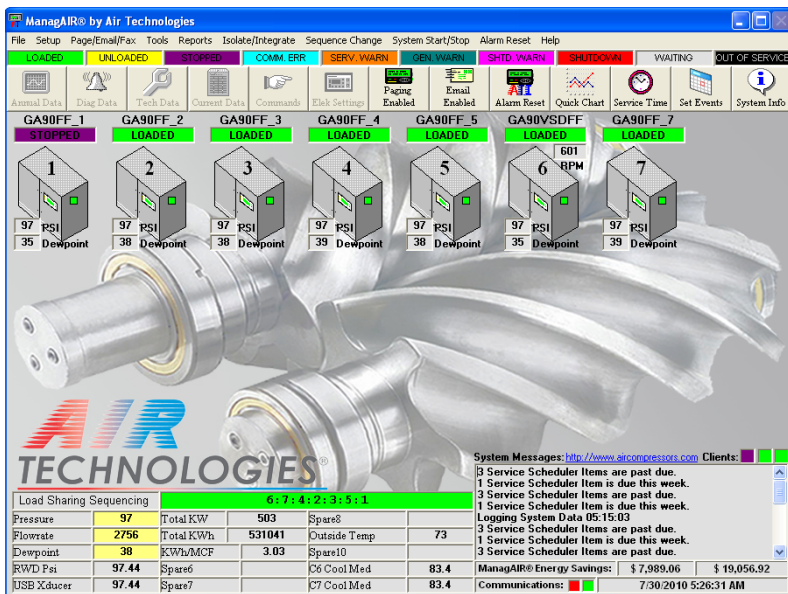 ManagAIR® by Air Technologies
File Setup Page/Email/Fax Tools Reports Isolate/Integrate Sequence Change System Start/Stop Alarm Reset Help
LOADED UNLOADED STOPPED COMM. ERR SERV. WARN GEN. WARN SHTD. WARN SHUTDOWN WAITING OUT OF SERVICE
Annual Data Diag Data Tech Data Current Data Commands Elek Settings Paging Enabled Email Enabled Alarm Reset Quick Chart Service Time Set Events System Info
GA90FF_1 GA90FF_2 GA90FF_3 GA90FF_4 GA90FF_5 GA90VSDFF GA90FF_7
STOPPED LOADED LOADED LOADED LOADED LOADED LOADED
601
RPM
1 2 3 4 5 6 7
97 PSI 97 PSI 97 PSI 97 PSI 97 PSI 97 PSI 97 PSI
35 Dewpoint 38 Dewpoint 38 Dewpoint 39 Dewpoint 38 Dewpoint 35 Dewpoint 39 Dewpoint
AIR
TECHNOLOGIES®
System Messages: http://www.aircompressors.com Clients:
3 Service Scheduler Items are past due.
1 Service Scheduler Item is due this week.
3 Service Scheduler Items are past due.
1 Service Scheduler Item is due this week.
Logging System Data 05:15:03
3 Service Scheduler Items are past due.
1 Service Scheduler Item is due this week.
3 Service Scheduler Items are past due.
Load Sharing Sequencing 6:7:4:2:3:5:1
Pressure 97 Total KW 503 Spare8
Flowrate 2756 Total KWh 531041 Outside Temp 73
Dewpoint 38 KWh/MCF 3.03 Spare10
RWD Psi 97.44 Spare6 C6 Cool Med 83.4
USB Xducer 97.44 Spare7 C7 Cool Med 83.4
ManagAIR® Energy Savings: $ 7,989.06 $ 19,056.92
Communications: 7/30/2010 5:26:31 AM